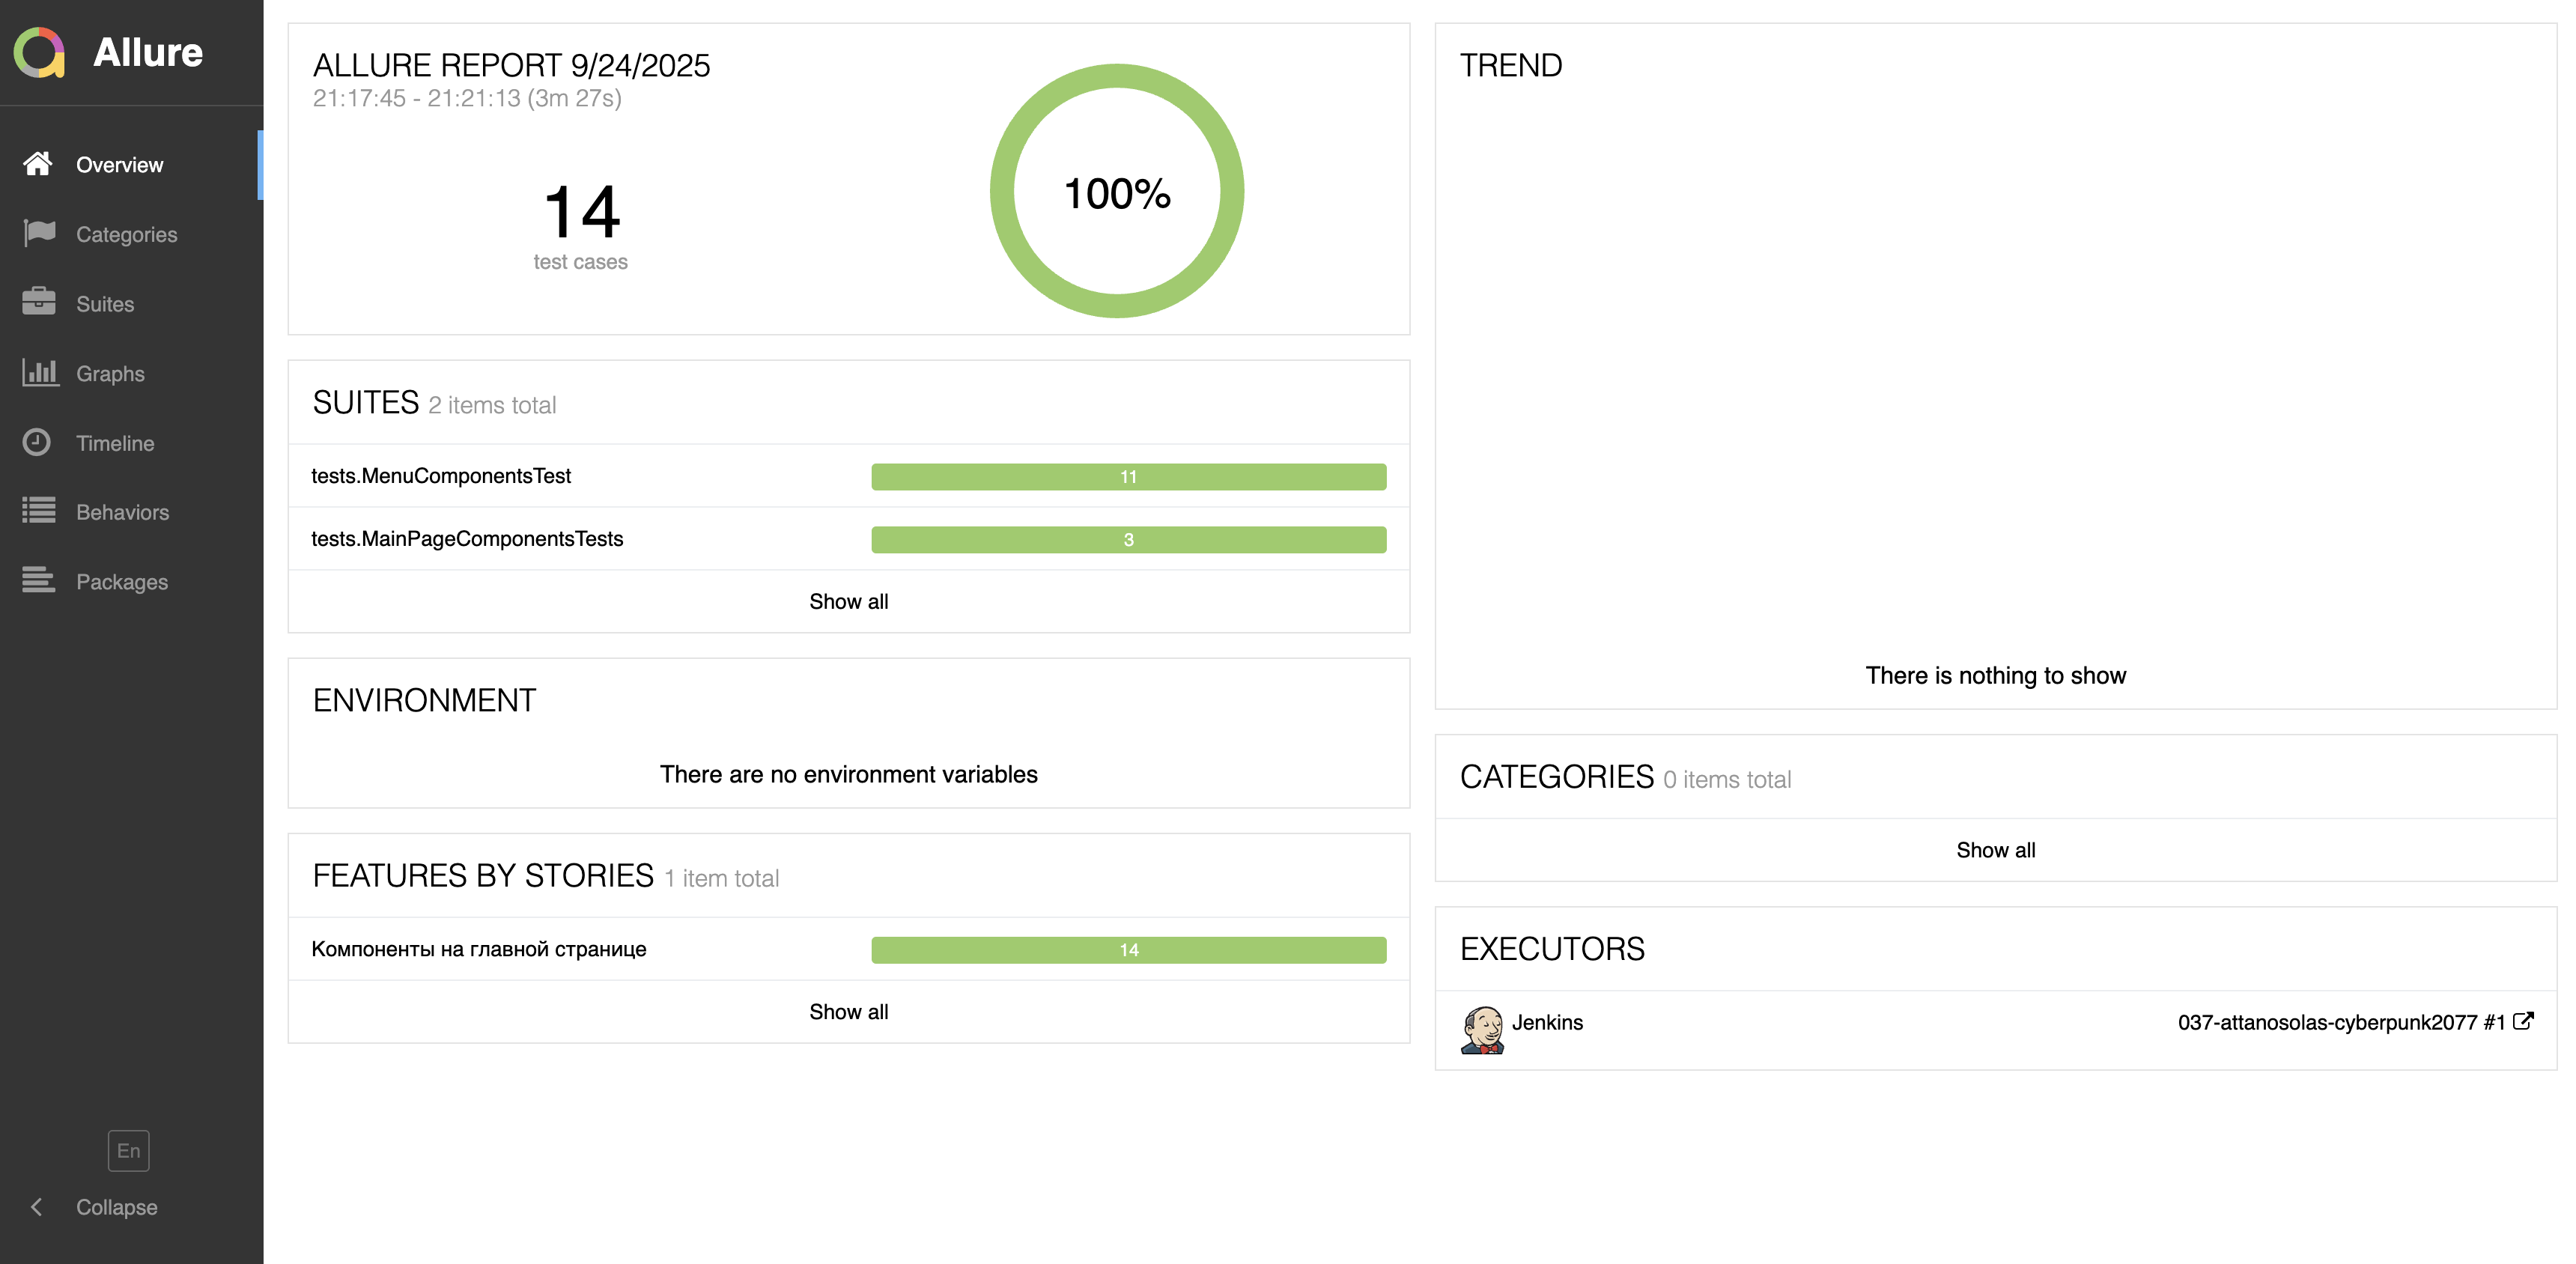 Allure
Overview
Categories
Suites
Graphs
Timeline
Behaviors
Packages
En
Collapse
ALLURE REPORT 9/24/2025
21:17:45 - 21:21:13 (3m 27s)
14
test cases
100%
SUITES 2 items total
tests.MenuComponentsTest 11
tests.MainPageComponentsTests 3
Show all
ENVIRONMENT
There are no environment variables
FEATURES BY STORIES 1 item total
Компоненты на главной странице 14
Show all
TREND
There is nothing to show
CATEGORIES 0 items total
Show all
EXECUTORS
Jenkins 037-attanosolas-cyberpunk2077 #1